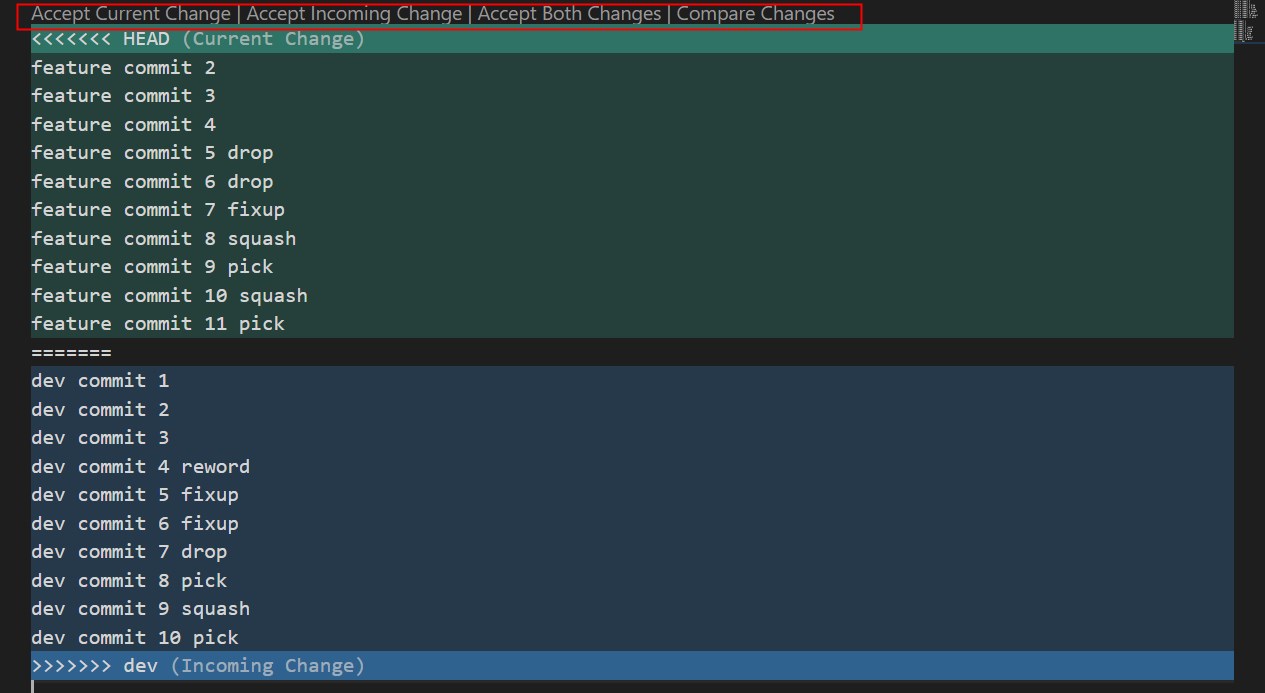 Accept Current Change | Accept Incoming Change | Accept Both Changes | Compare Changes
<<<<<<< HEAD (Current Change)
feature commit 2
feature commit 3
feature commit 4
feature commit 5 drop
feature commit 6 drop
feature commit 7 fixup
feature commit 8 squash
feature commit 9 pick
feature commit 10 squash
feature commit 11 pick
=======
dev commit 1
dev commit 2
dev commit 3
dev commit 4 reword
dev commit 5 fixup
dev commit 6 fixup
dev commit 7 drop
dev commit 8 pick
dev commit 9 squash
dev commit 10 pick
>>>>>>> dev (Incoming Change)